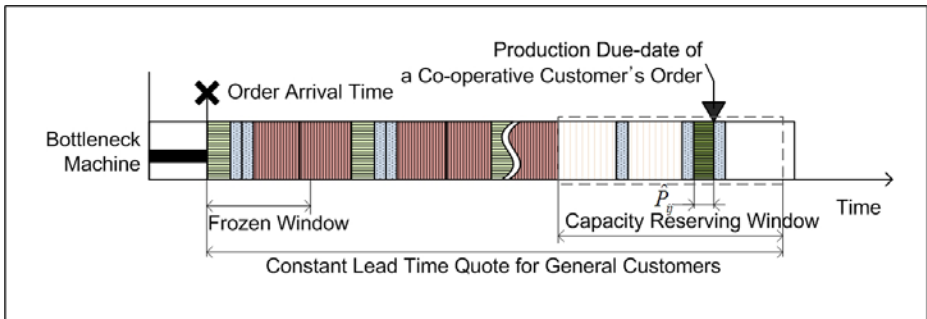 Production Due-date of
a Co-operative Customer's Order
Order Arrival Time
Bottleneck
Machine
P̂ij
Time
Frozen Window
Capacity Reserving Window
Constant Lead Time Quote for General Customers